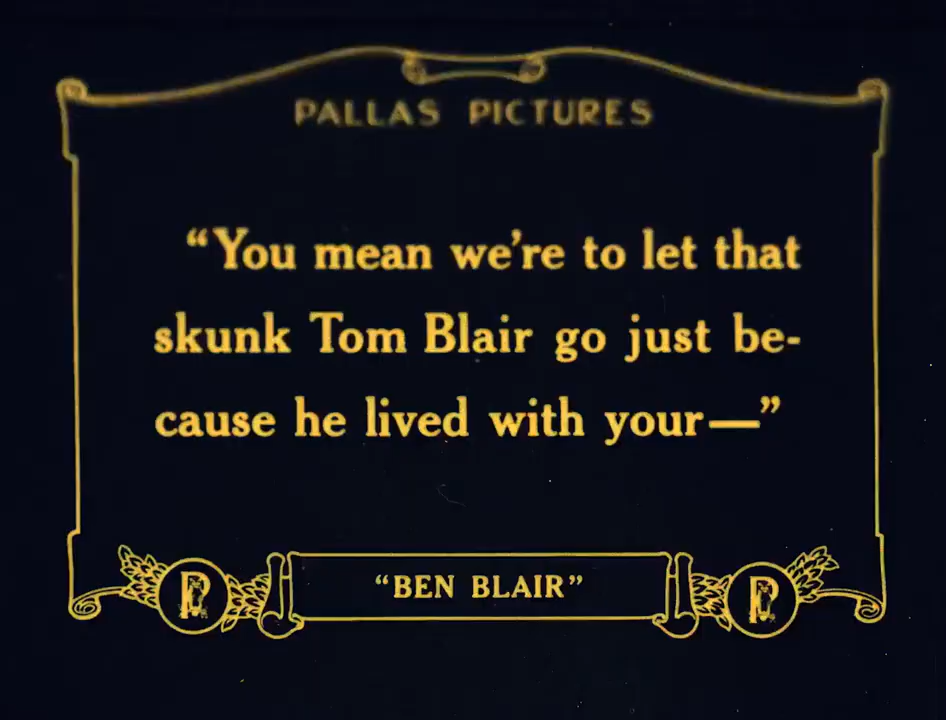 PALLAS PICTURES
“You mean we’re to let that
skunk Tom Blair go just be-
cause he lived with your—”
P
“BEN BLAIR”
P